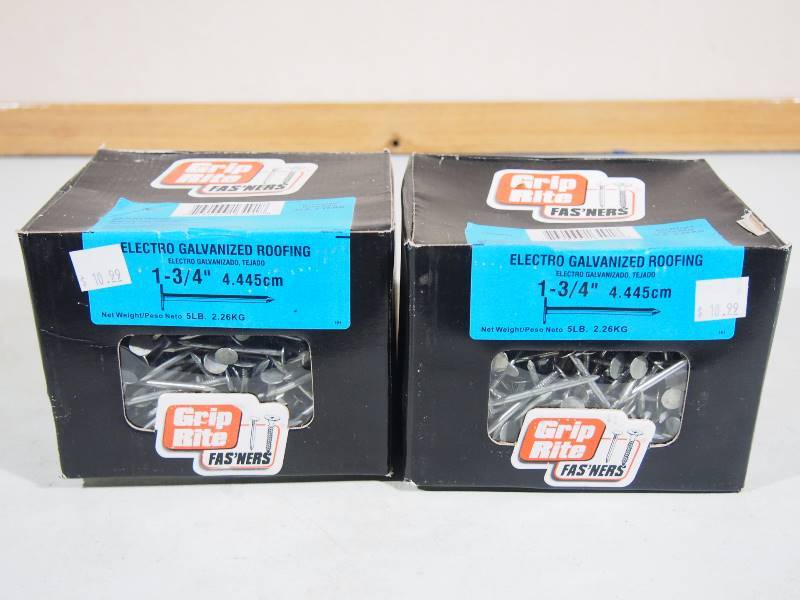 Grip
Rite
FAS'NERS
ELECTRO GALVANIZED ROOFING
ELECTRO GALVANIZADO, TEJADO
1-3/4" 4.445cm
Net Weight/Peso Neto 5LB. 2.26KG
$ 10.99
Grip
Rite
FAS'NERS
Grip
Rite
FAS'NERS
ELECTRO GALVANIZED ROOFING
ELECTRO GALVANIZADO, TEJADO
1-3/4" 4.445cm
Net Weight/Peso Neto 5LB. 2.26KG
$ 10.99
Grip
Rite
FAS'NERS